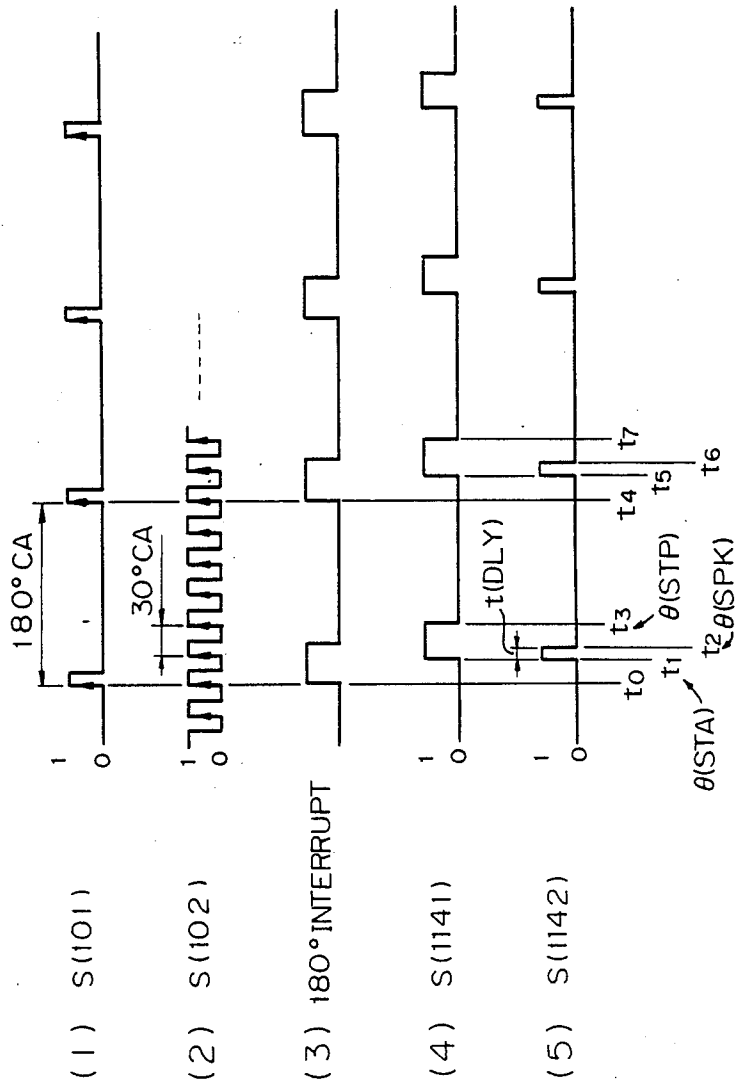 180°CA
(1) S(101)
1
0
30°CA
(2) S(102)
1
0
(3) 180° INTERRUPT
(4) S(1141)
1
0
t(DLY)
(5) S(1142)
1
0
t0
t1
t2
t3
t4
t5
t6
t7
θ(STA)
θ(SPK)
θ(STP)